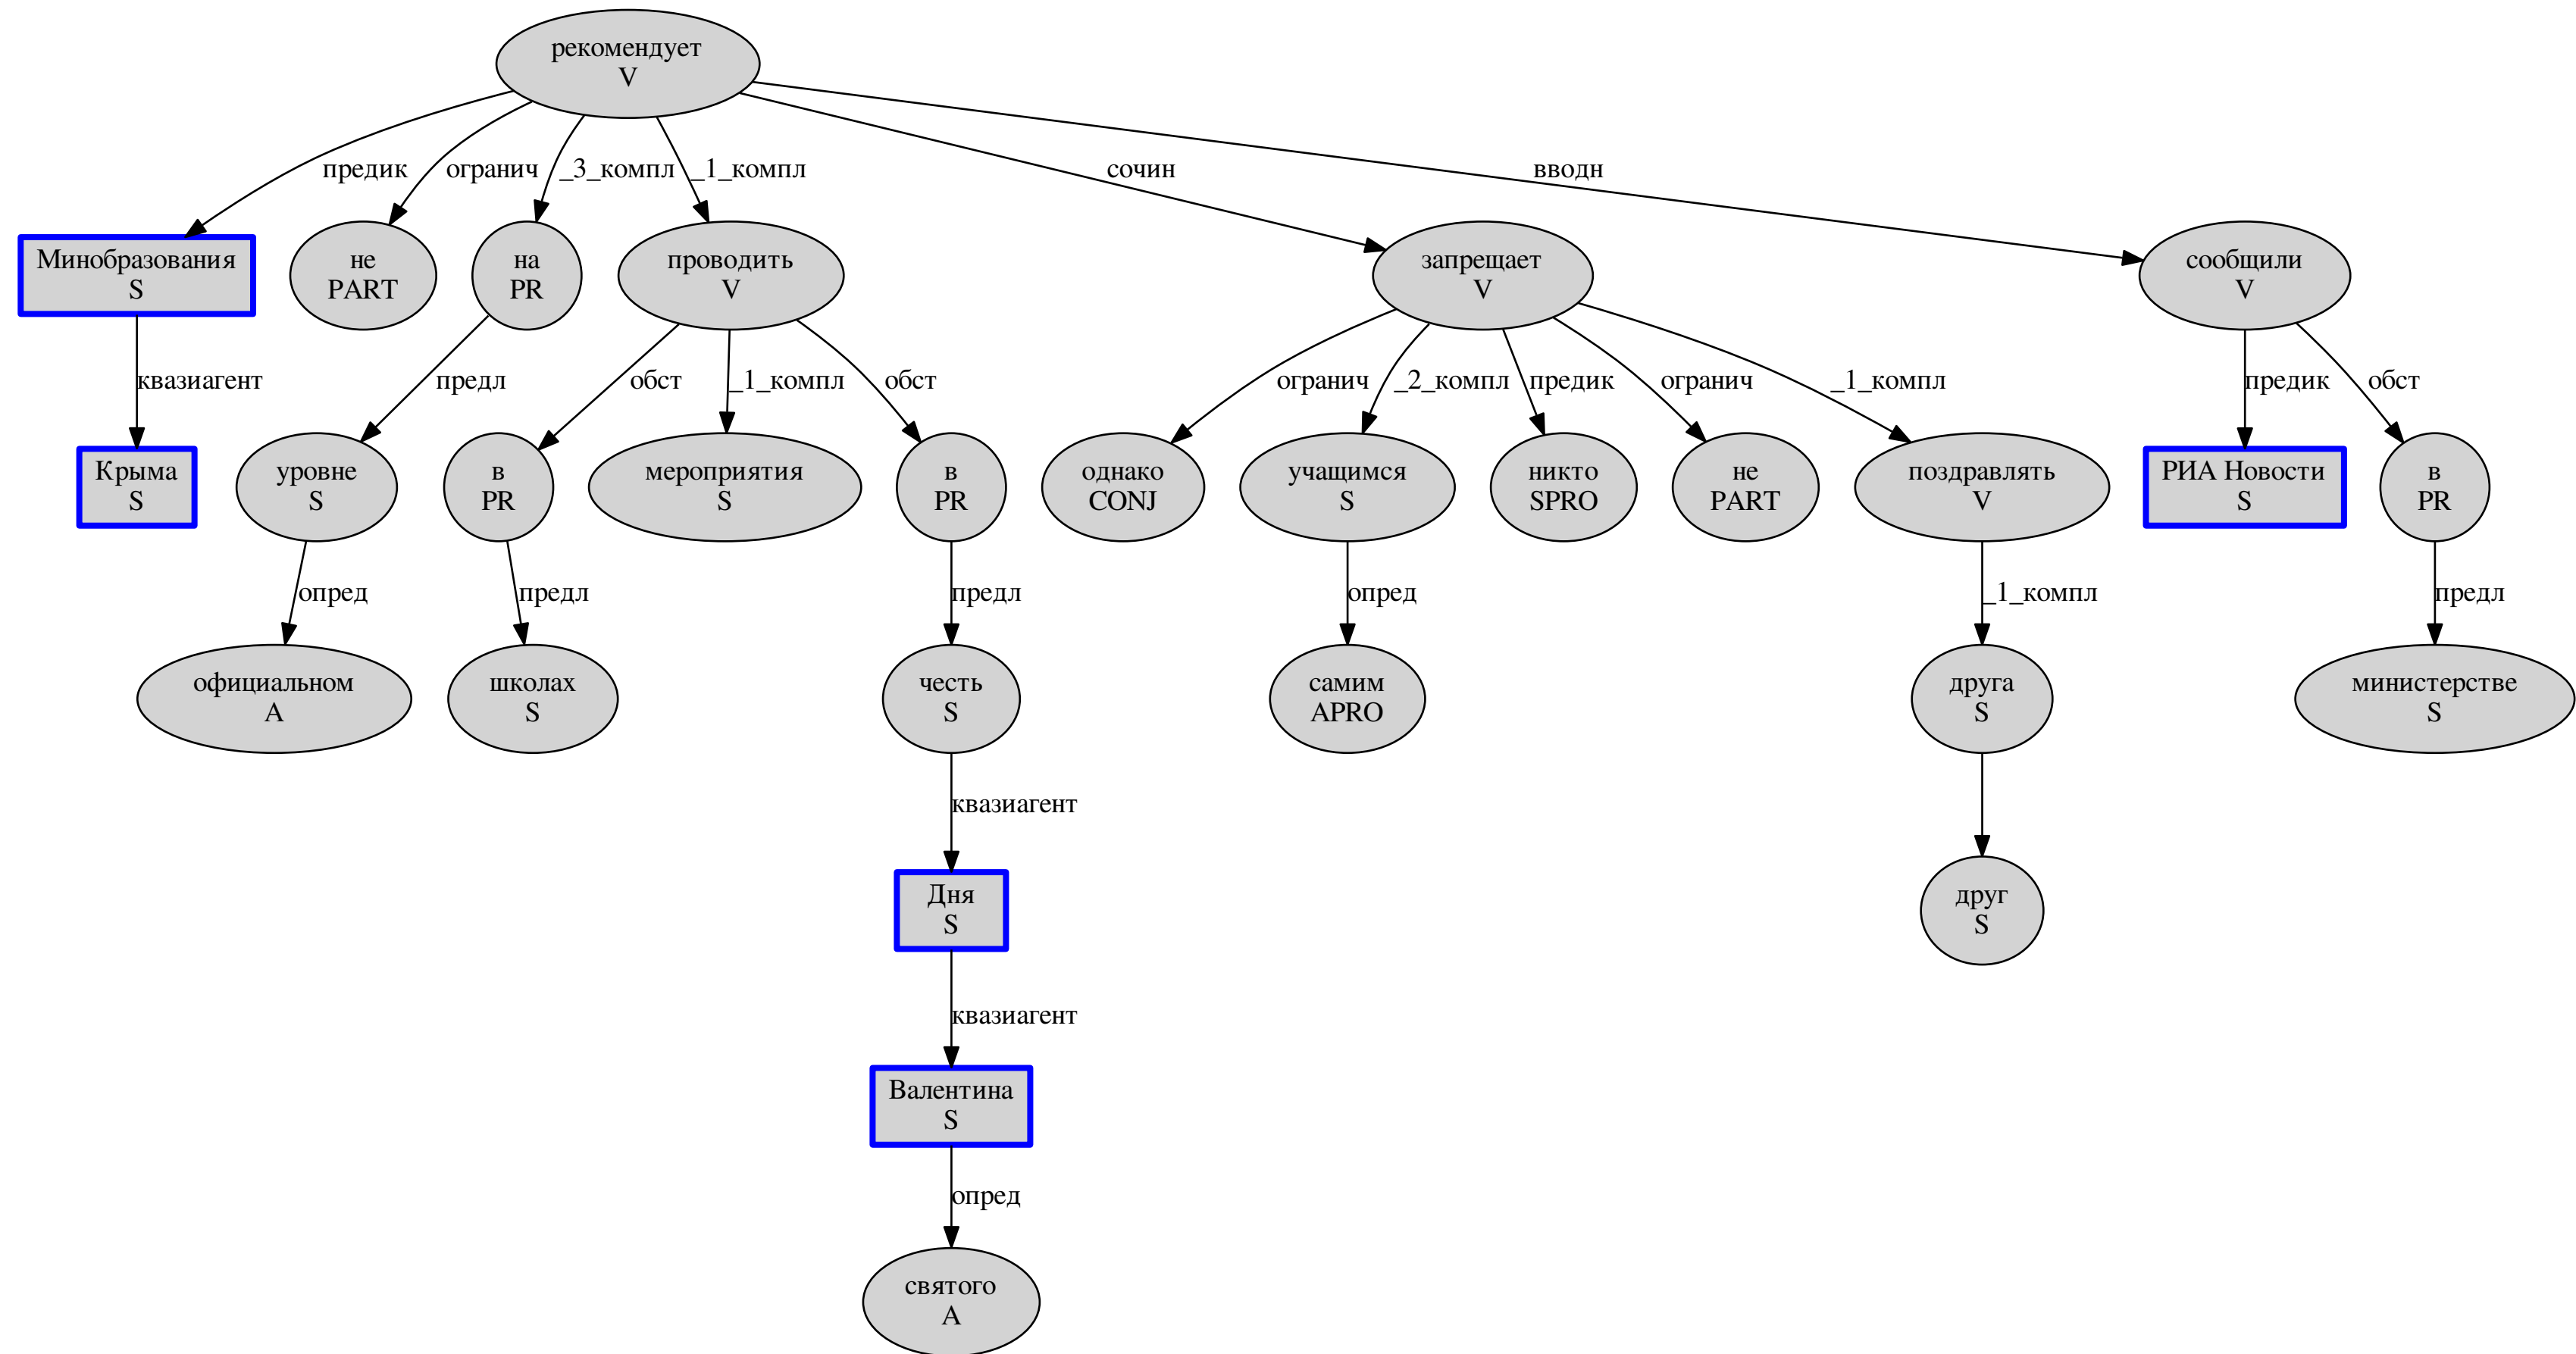 рекомендует
V
предик
огранич
_3_компл
_1_компл
сочин
вводн
Минобразования
S
не
PART
на
PR
проводить
V
запрещает
V
сообщили
V
квазиагент
предл
обст
_1_компл
обст
огранич
_2_компл
предик
огранич
_1_компл
предик
обст
Крыма
S
уровне
S
в
PR
мероприятия
S
в
PR
однако
CONJ
учащимся
S
никто
SPRO
не
PART
поздравлять
V
РИА Новости
S
в
PR
опред
предл
предл
опред
_1_компл
предл
официальном
A
школах
S
честь
S
самим
APRO
друга
S
министерстве
S
квазиагент
Дня
S
друг
S
квазиагент
Валентина
S
опред
святого
A